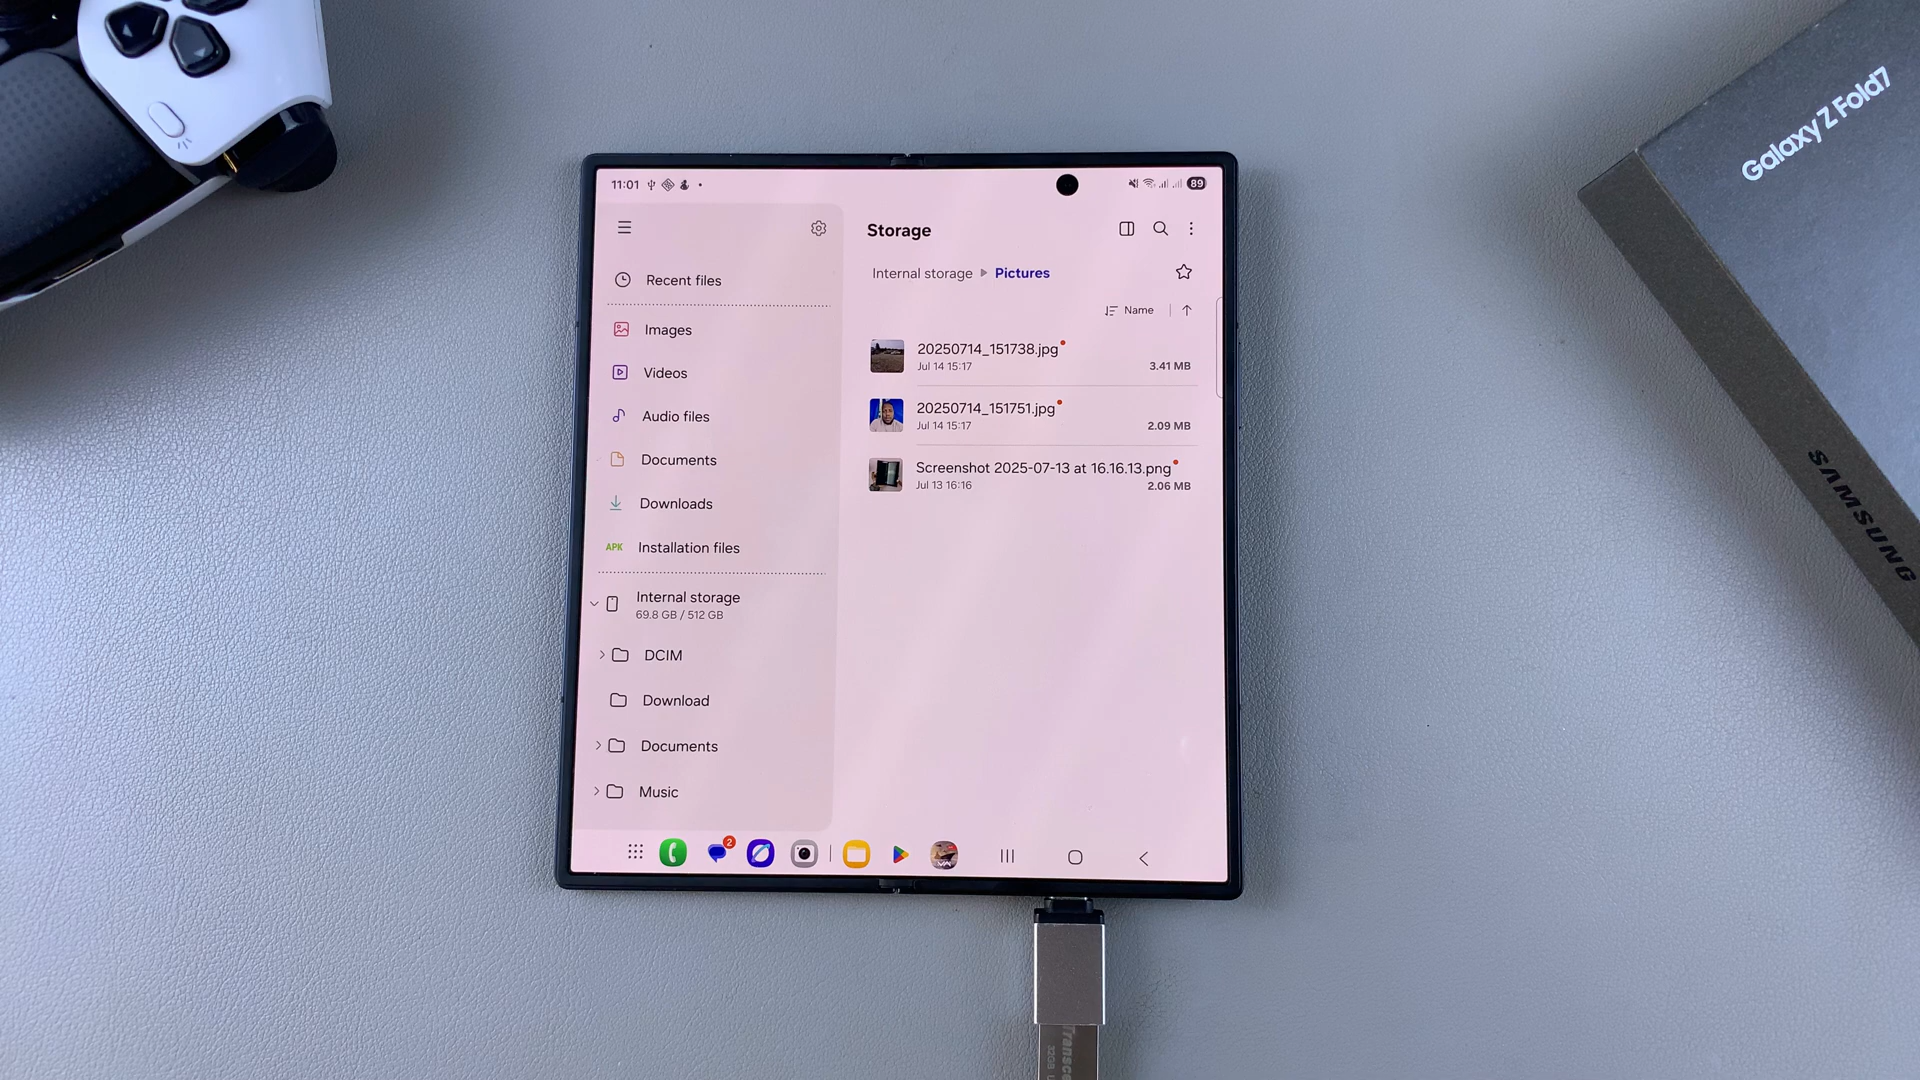 Galaxy Z Fold7
SAMSUNG
11:01
89
Storage
Internal storage
Pictures
Name
Recent files
Images
Videos
Audio files
Documents
Downloads
APK
Installation files
Internal storage
69.8 GB / 512 GB
DCIM
Download
Documents
Music
20250714_151738.jpg
Jul 14 15:17
3.41 MB
20250714_151751.jpg
Jul 14 15:17
2.09 MB
Screenshot 2025-07-13 at 16.16.13.png
Jul 13 16:16
2.06 MB
2
Transce
32GB